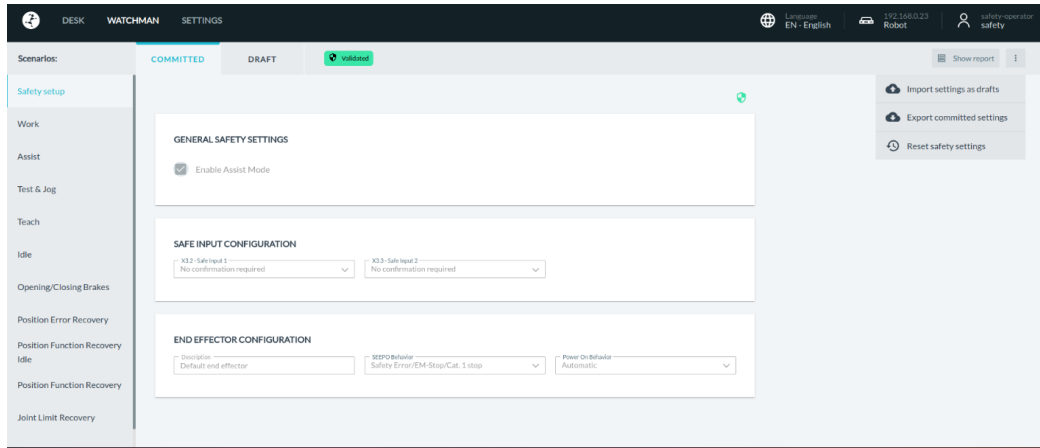 DESK
WATCHMAN
SETTINGS
Language
EN - English
192.168.0.23
Robot
safety-operator
safety
Scenarios:
COMMITTED
DRAFT
Validated
Show report
Import settings as drafts
Export committed settings
Reset safety settings
Safety setup
Work
Assist
Test & Jog
Teach
Idle
Opening/Closing Brakes
Position Error Recovery
Position Function Recovery
Idle
Position Function Recovery
Joint Limit Recovery
GENERAL SAFETY SETTINGS
Enable Assist Mode
SAFE INPUT CONFIGURATION
X3.2 - Safe Input 1
No confirmation required
X3.3 - Safe Input 2
No confirmation required
END EFFECTOR CONFIGURATION
Description
Default end effector
SEEPO Behavior
Safety Error/EM-Stop/Cat. 1 stop
Power On Behavior
Automatic